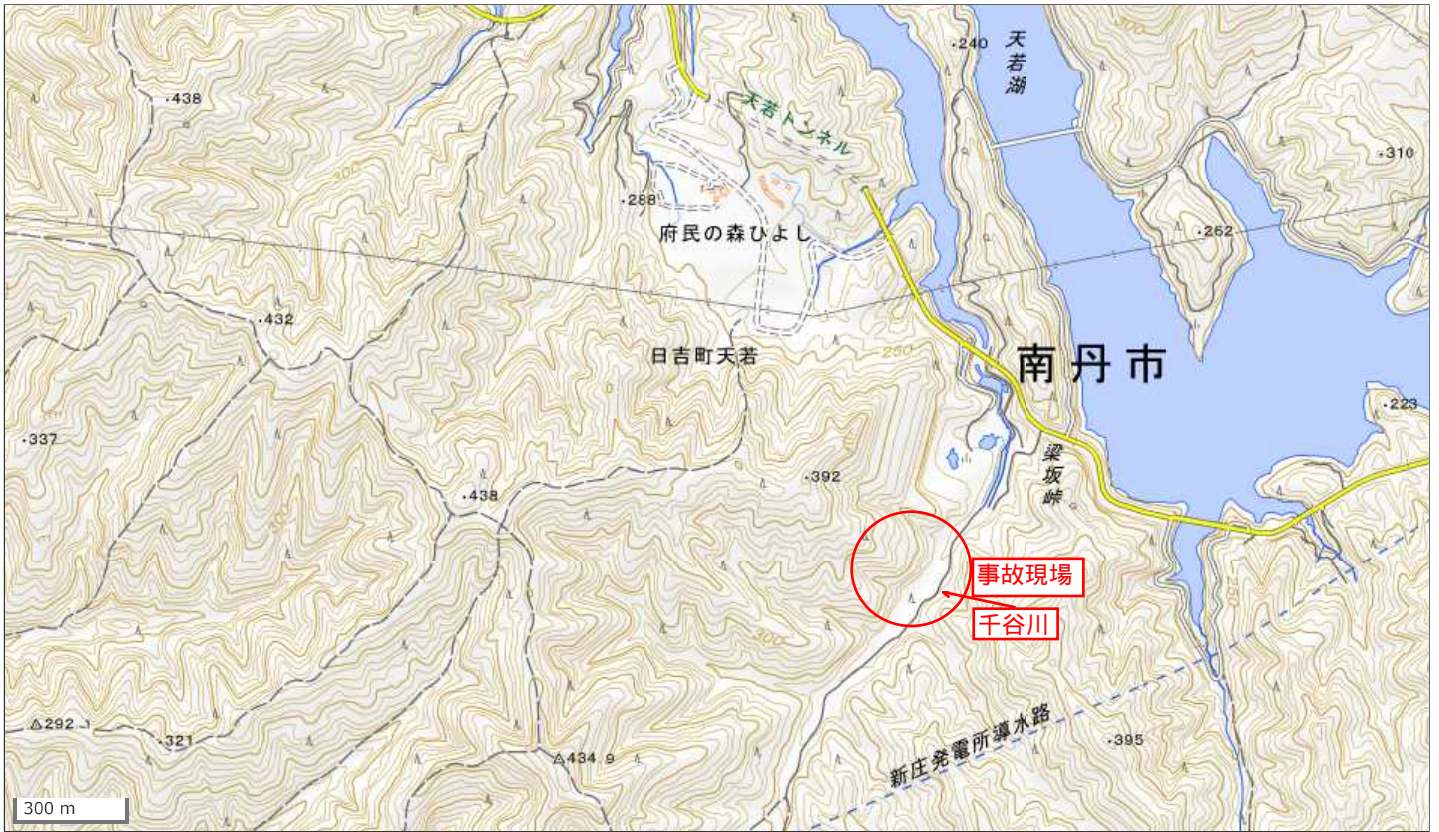 ・240
天若湖
・438
天若トンネル
・310
200
・288
府民の森ひよし
・262
・432
日吉町天若
250
南丹市
・223
・337
梁坂峠
・392
・438
事故現場
千谷川
250
300
新庄発電所導水路
△292.1
・321
△434.9
・395
300 m